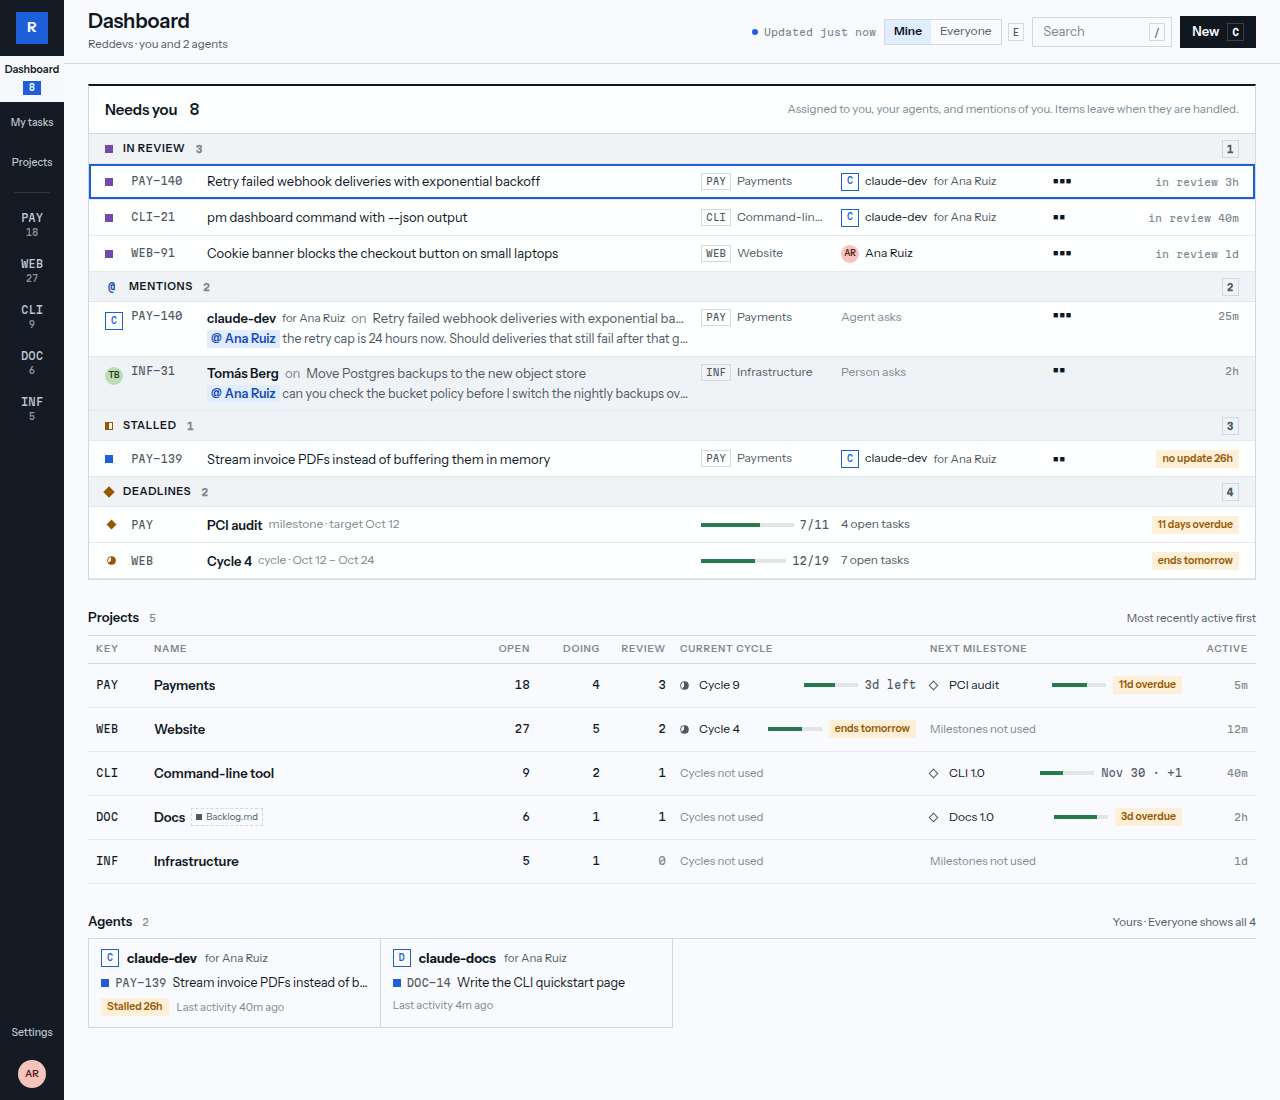 R
Dashboard
8
My tasks
Projects
PAY
18
WEB
27
CLI
9
DOC
6
INF
5
Settings
AR
Dashboard
Reddevs · you and 2 agents
Updated just now
Mine Everyone E
Search /
New C
Needs you 8
Assigned to you, your agents, and mentions of you. Items leave when they are handled.
IN REVIEW 3 1
PAY-140 Retry failed webhook deliveries with exponential backoff PAY Payments C claude-dev for Ana Ruiz in review 3h
CLI-21 pm dashboard command with --json output CLI Command-lin... C claude-dev for Ana Ruiz in review 40m
WEB-91 Cookie banner blocks the checkout button on small laptops WEB Website AR Ana Ruiz in review 1d
@ MENTIONS 2 2
C PAY-140 claude-dev for Ana Ruiz on Retry failed webhook deliveries with exponential ba... PAY Payments Agent asks 25m
@ Ana Ruiz the retry cap is 24 hours now. Should deliveries that still fail after that g...
TB INF-31 Tomás Berg on Move Postgres backups to the new object store INF Infrastructure Person asks 2h
@ Ana Ruiz can you check the bucket policy before I switch the nightly backups ov...
STALLED 1 3
PAY-139 Stream invoice PDFs instead of buffering them in memory PAY Payments C claude-dev for Ana Ruiz no update 26h
DEADLINES 2 4
PAY PCI audit milestone · target Oct 12 7/11 4 open tasks 11 days overdue
WEB Cycle 4 cycle · Oct 12 – Oct 24 12/19 7 open tasks ends tomorrow
Projects 5 Most recently active first
KEY NAME OPEN DOING REVIEW CURRENT CYCLE NEXT MILESTONE ACTIVE
PAY Payments 18 4 3 Cycle 9 3d left PCI audit 11d overdue 5m
WEB Website 27 5 2 Cycle 4 ends tomorrow Milestones not used 12m
CLI Command-line tool 9 2 1 Cycles not used CLI 1.0 Nov 30 · +1 40m
DOC Docs Backlog.md 6 1 1 Cycles not used Docs 1.0 3d overdue 2h
INF Infrastructure 5 1 0 Cycles not used Milestones not used 1d
Agents 2 Yours · Everyone shows all 4
C claude-dev for Ana Ruiz
PAY-139 Stream invoice PDFs instead of b...
Stalled 26h Last activity 40m ago
D claude-docs for Ana Ruiz
DOC-14 Write the CLI quickstart page
Last activity 4m ago